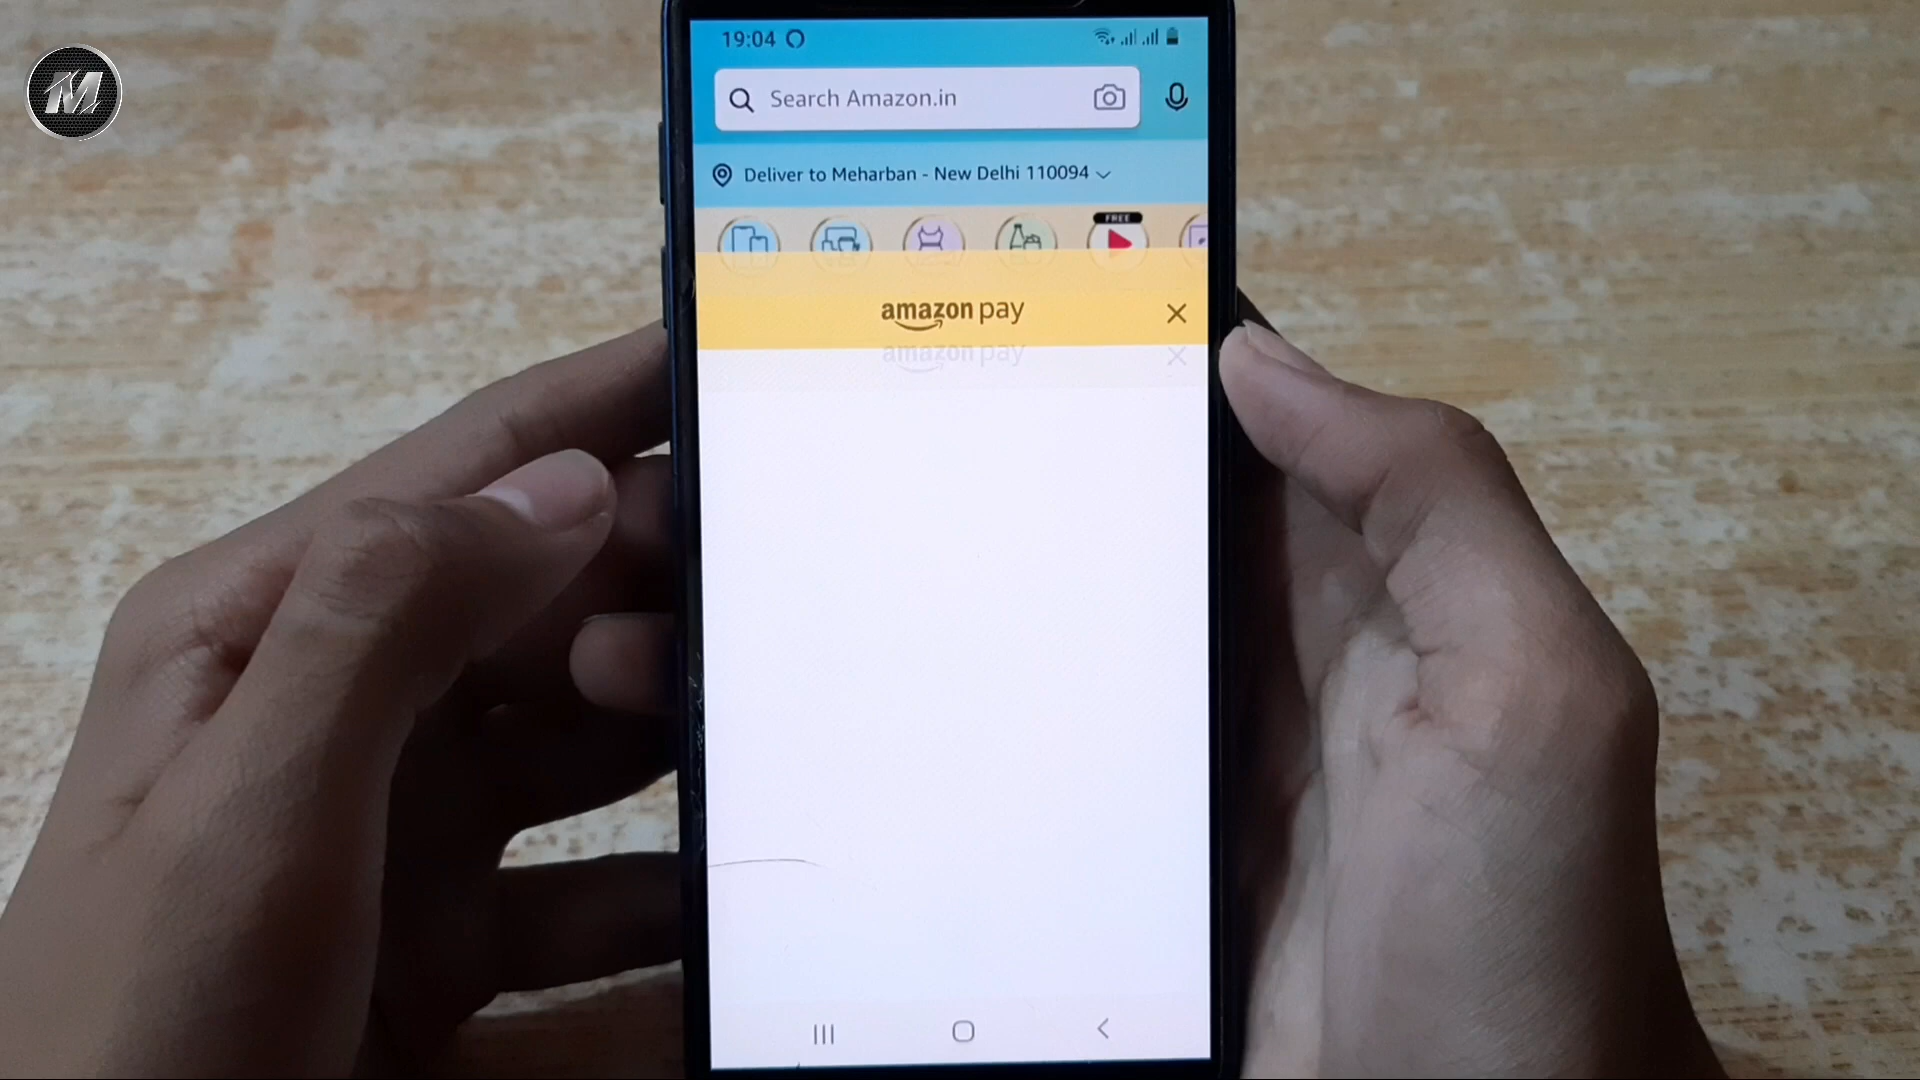 M
19:04
Search Amazon.in
Deliver to Meharban - New Delhi 110094
FREE
amazon pay
amazon pay